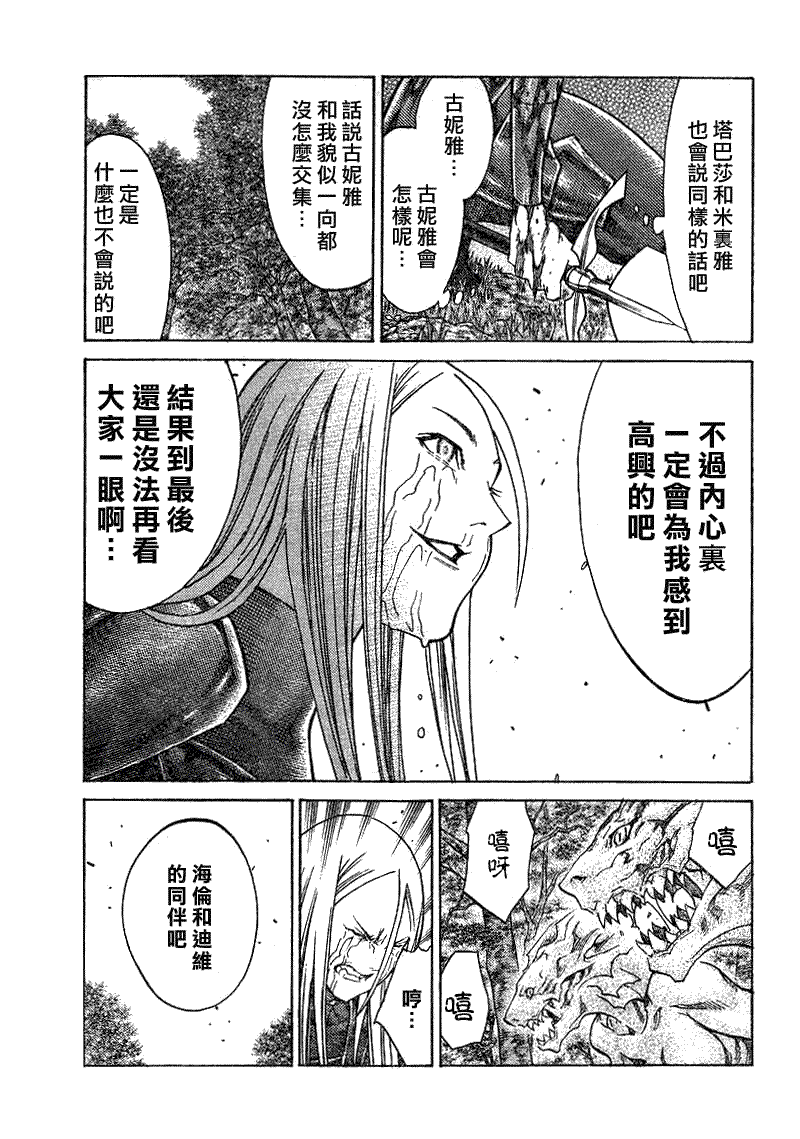 塔巴莎和米裏雅
也會説同樣的話吧
古妮雅…
古妮雅會
怎樣呢…
話説古妮雅
和我貌似一向都
沒怎麼交集…
一定是
什麼也不會説的吧
不過內心裏
一定會為我感到
高興的吧
結果到最後
還是沒法再看
大家一眼啊…
嘻
嘻呀
嘻
哼…
海倫和迪維
的同伴吧